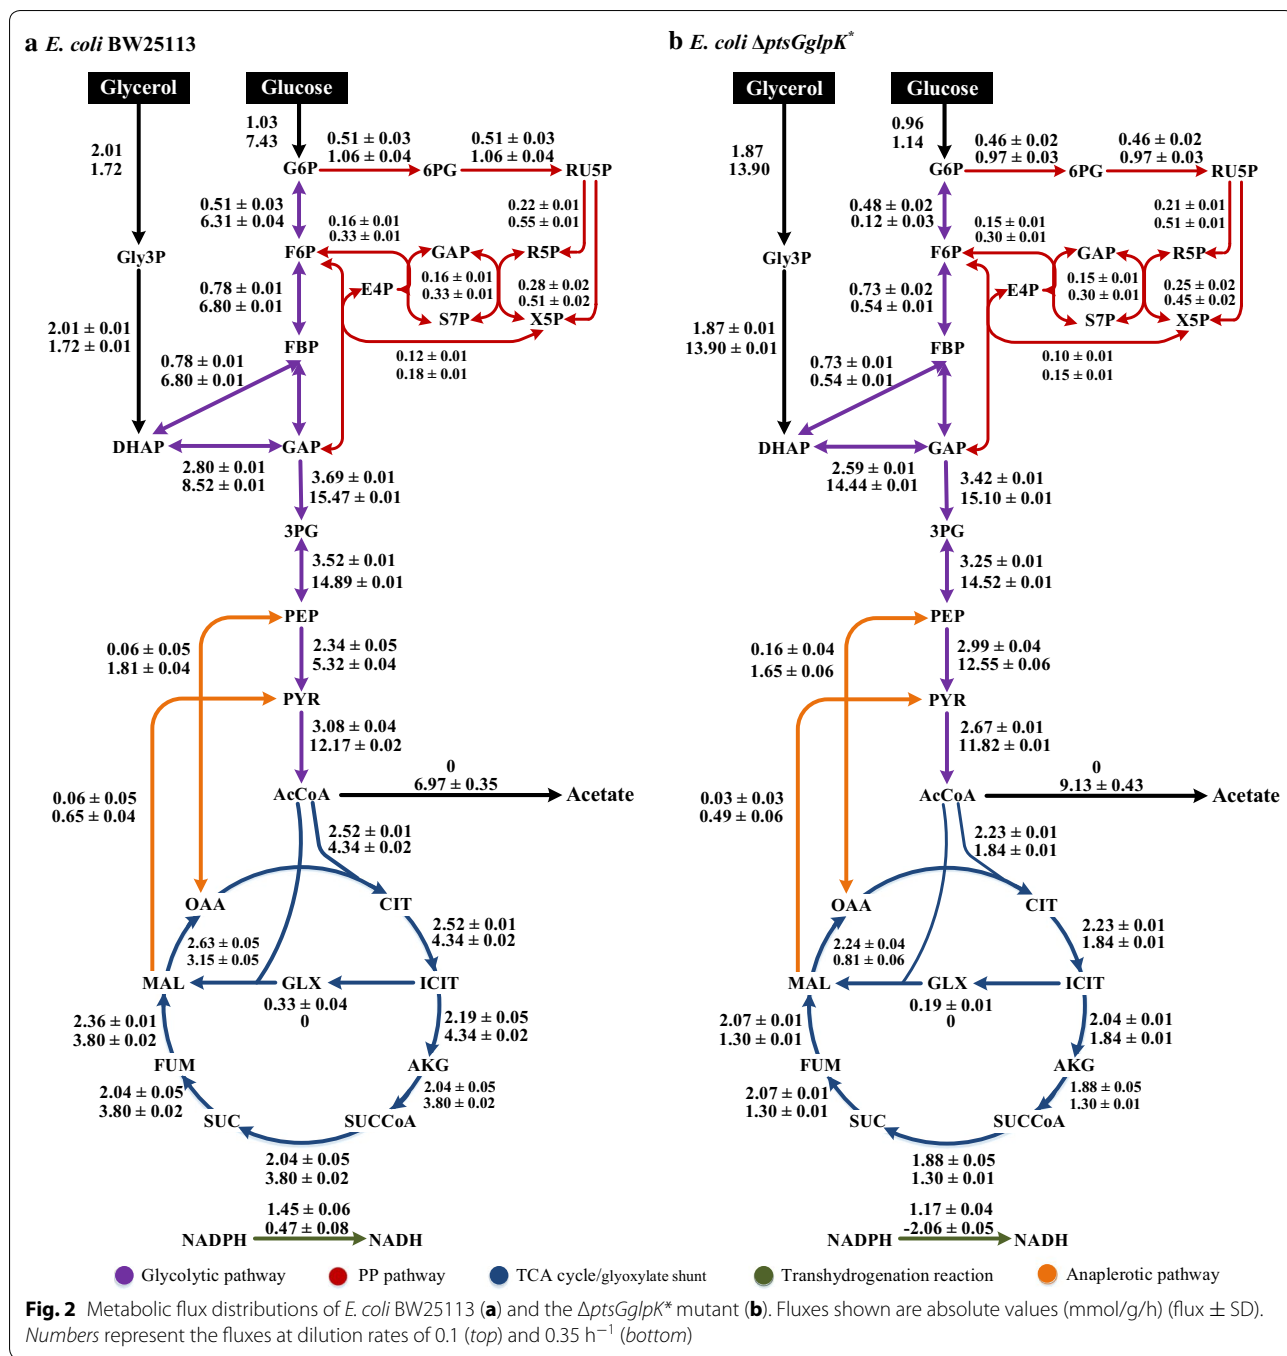 a E. coli BW25113
Glycerol
Glucose
1.03
7.43
0.51 ± 0.03
1.06 ± 0.04
0.51 ± 0.03
1.06 ± 0.04
2.01
1.72
G6P
6PG
RU5P
0.51 ± 0.03
6.31 ± 0.04
0.16 ± 0.01
0.33 ± 0.01
0.22 ± 0.01
0.55 ± 0.01
Gly3P
F6P
GAP
R5P
0.16 ± 0.01
0.33 ± 0.01
E4P
0.28 ± 0.02
0.51 ± 0.02
0.78 ± 0.01
6.80 ± 0.01
S7P
X5P
2.01 ± 0.01
1.72 ± 0.01
FBP
0.78 ± 0.01
6.80 ± 0.01
0.12 ± 0.01
0.18 ± 0.01
DHAP
GAP
2.80 ± 0.01
8.52 ± 0.01
3.69 ± 0.01
15.47 ± 0.01
3PG
3.52 ± 0.01
14.89 ± 0.01
PEP
0.06 ± 0.05
1.81 ± 0.04
2.34 ± 0.05
5.32 ± 0.04
PYR
3.08 ± 0.04
12.17 ± 0.02
0
6.97 ± 0.35
AcCoA
Acetate
0.06 ± 0.05
0.65 ± 0.04
2.52 ± 0.01
4.34 ± 0.02
OAA
CIT
2.63 ± 0.05
3.15 ± 0.05
2.52 ± 0.01
4.34 ± 0.02
MAL
GLX
ICIT
0.33 ± 0.04
0
2.36 ± 0.01
3.80 ± 0.02
2.19 ± 0.05
4.34 ± 0.02
FUM
AKG
2.04 ± 0.05
3.80 ± 0.02
2.04 ± 0.05
3.80 ± 0.02
SUC
SUCCoA
2.04 ± 0.05
3.80 ± 0.02
1.45 ± 0.06
0.47 ± 0.08
NADPH
NADH
b E. coli ΔptsGglpK*
Glycerol
Glucose
0.96
1.14
0.46 ± 0.02
0.97 ± 0.03
0.46 ± 0.02
0.97 ± 0.03
1.87
13.90
G6P
6PG
RU5P
0.48 ± 0.02
0.12 ± 0.03
0.15 ± 0.01
0.30 ± 0.01
0.21 ± 0.01
0.51 ± 0.01
Gly3P
F6P
GAP
R5P
0.15 ± 0.01
0.30 ± 0.01
E4P
0.25 ± 0.02
0.45 ± 0.02
0.73 ± 0.02
0.54 ± 0.01
S7P
X5P
1.87 ± 0.01
13.90 ± 0.01
FBP
0.73 ± 0.01
0.54 ± 0.01
0.10 ± 0.01
0.15 ± 0.01
DHAP
GAP
2.59 ± 0.01
14.44 ± 0.01
3.42 ± 0.01
15.10 ± 0.01
3PG
3.25 ± 0.01
14.52 ± 0.01
PEP
0.16 ± 0.04
1.65 ± 0.06
2.99 ± 0.04
12.55 ± 0.06
PYR
2.67 ± 0.01
11.82 ± 0.01
0
9.13 ± 0.43
AcCoA
Acetate
0.03 ± 0.03
0.49 ± 0.06
2.23 ± 0.01
1.84 ± 0.01
OAA
CIT
2.24 ± 0.04
0.81 ± 0.06
2.23 ± 0.01
1.84 ± 0.01
MAL
GLX
ICIT
0.19 ± 0.01
0
2.07 ± 0.01
1.30 ± 0.01
2.04 ± 0.01
1.84 ± 0.01
FUM
AKG
2.07 ± 0.01
1.30 ± 0.01
1.88 ± 0.05
1.30 ± 0.01
SUC
SUCCoA
1.88 ± 0.05
1.30 ± 0.01
1.17 ± 0.04
-2.06 ± 0.05
NADPH
NADH
Glycolytic pathway
PP pathway
TCA cycle/glyoxylate shunt
Transhydrogenation reaction
Anaplerotic pathway
Fig. 2 Metabolic flux distributions of E. coli BW25113 (a) and the ΔptsGglpK* mutant (b). Fluxes shown are absolute values (mmol/g/h) (flux ± SD).
Numbers represent the fluxes at dilution rates of 0.1 (top) and 0.35 h⁻¹ (bottom)